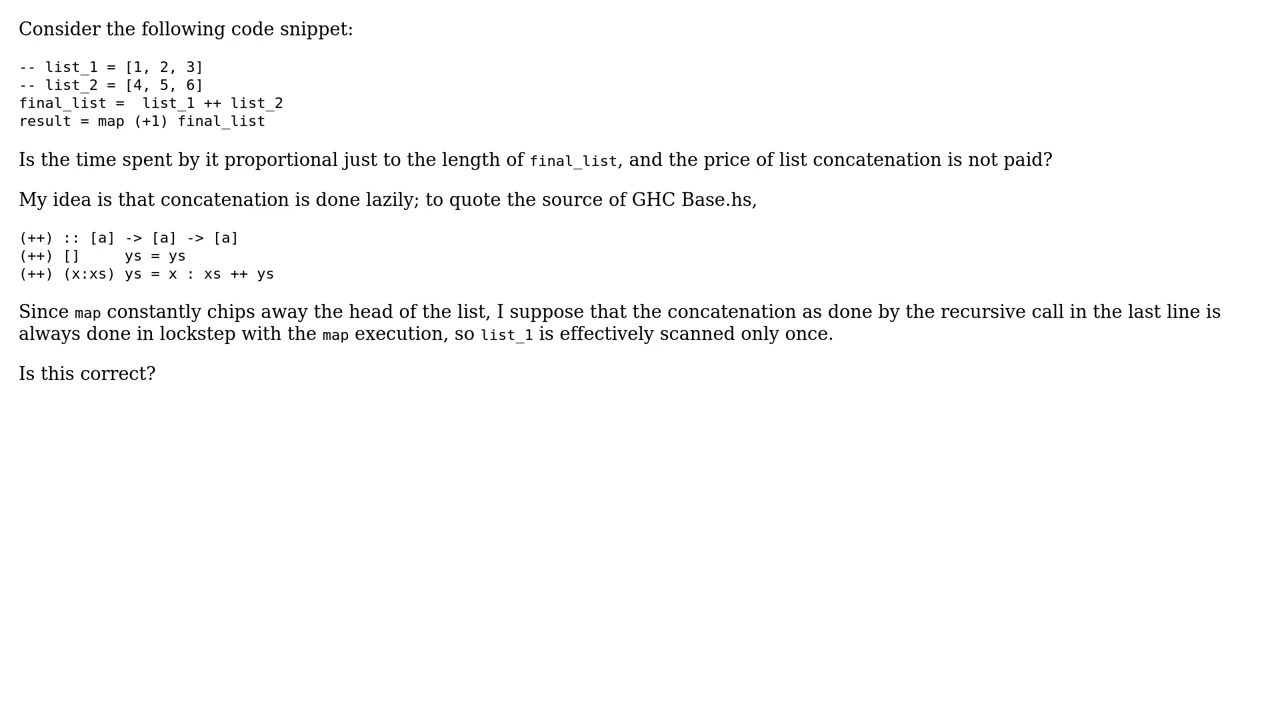 Consider the following code snippet:
-- list_1 = [1, 2, 3]
-- list_2 = [4, 5, 6]
final_list =  list_1 ++ list_2
result = map (+1) final_list
Is the time spent by it proportional just to the length of final_list, and the price of list concatenation is not paid?
My idea is that concatenation is done lazily; to quote the source of GHC Base.hs,
(++) :: [a] -> [a] -> [a]
(++) []     ys = ys
(++) (x:xs) ys = x : xs ++ ys
Since map constantly chips away the head of the list, I suppose that the concatenation as done by the recursive call in the last line is
always done in lockstep with the map execution, so list_1 is effectively scanned only once.
Is this correct?